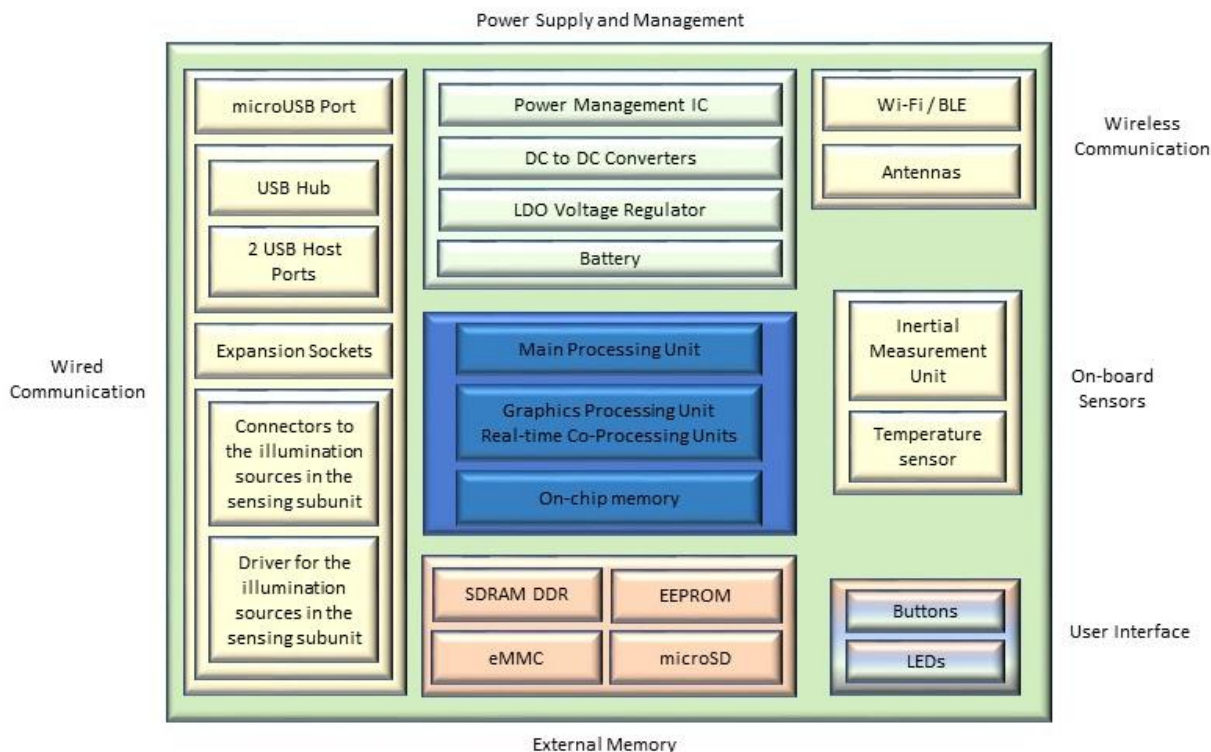 Power Supply and Management
microUSB Port
USB Hub
2 USB Host
Ports
Expansion Sockets
Connectors to
the illumination
sources in the
sensing subunit
Driver for the
illumination
sources in the
sensing subunit
Wired
Communication
Power Management IC
DC to DC Converters
LDO Voltage Regulator
Battery
Main Processing Unit
Graphics Processing Unit
Real-time Co-Processing Units
On-chip memory
SDRAM DDR
EEPROM
eMMC
microSD
External Memory
Wi-Fi / BLE
Antennas
Wireless
Communication
Inertial
Measurement
Unit
Temperature
sensor
On-board
Sensors
Buttons
LEDs
User Interface